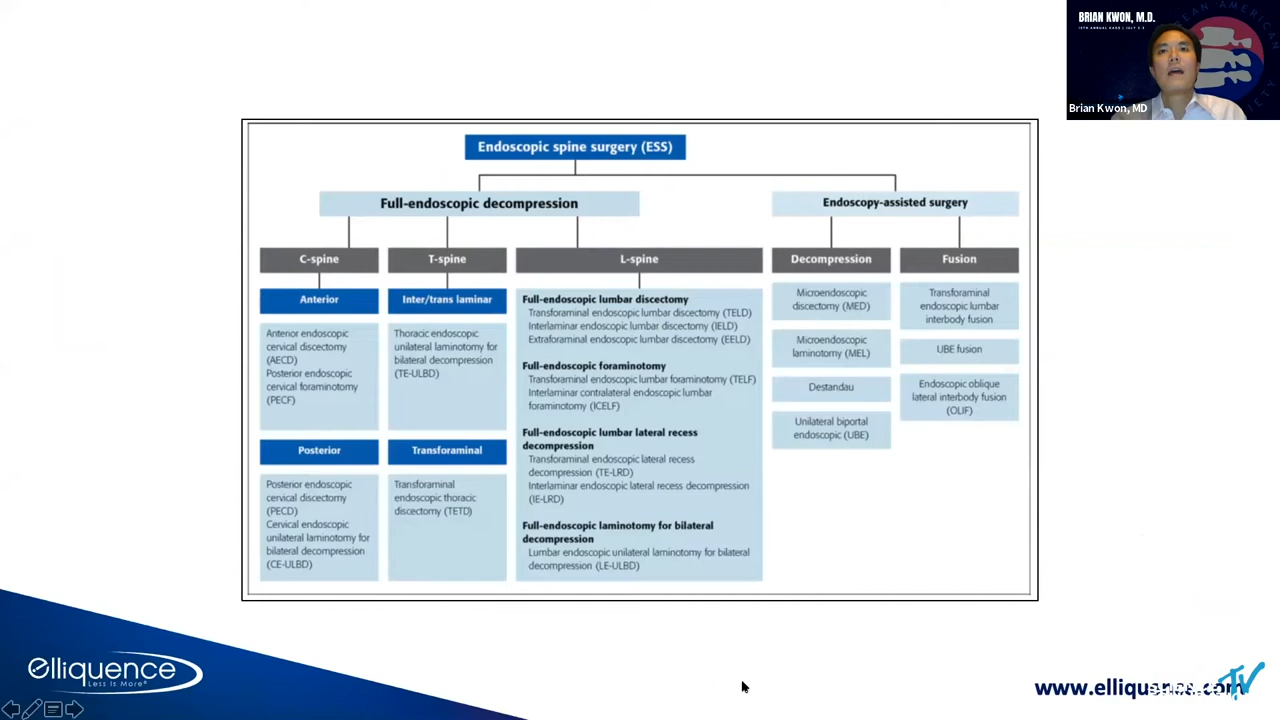 BRIAN KWON, M.D.
Brian Kwon, MD
Endoscopic spine surgery (ESS)
Full-endoscopic decompression
Endoscopy-assisted surgery
C-spine
T-spine
L-spine
Decompression
Fusion
Anterior
Anterior endoscopic
cervical discectomy
(AECD)
Posterior endoscopic
cervical foraminotomy
(PECF)
Posterior
Posterior endoscopic
cervical discectomy
(PECD)
Cervical endoscopic
unilateral laminotomy for
bilateral decompression
(CE-ULBD)
Inter/trans laminar
Thoracic endoscopic
unilateral laminotomy for
bilateral decompression
(TE-ULBD)
Transforaminal
Transforaminal
endoscopic thoracic
discectomy (TETD)
Full-endoscopic lumbar discectomy
Transforaminal endoscopic lumbar discectomy (TELD)
Interlaminar endoscopic lumbar discectomy (IELD)
Extraforaminal endoscopic lumbar discectomy (EELD)
Full-endoscopic foraminotomy
Transforaminal endoscopic lumbar foraminotomy (TELF)
Interlaminar contralateral endoscopic lumbar
foraminotomy (ICELF)
Full-endoscopic lumbar lateral recess
decompression
Transforaminal endoscopic lateral recess
decompression (TE-LRD)
Interlaminar endoscopic lateral recess decompression
(IE-LRD)
Full-endoscopic laminotomy for bilateral
decompression
Lumbar endoscopic unilateral laminotomy for bilateral
decompression (LE-ULBD)
Microendoscopic
discectomy (MED)
Microendoscopic
laminotomy (MEL)
Destandau
Unilateral biportal
endoscopic (UBE)
Transforaminal
endoscopic lumbar
interbody fusion
UBE fusion
Endoscopic oblique
lateral interbody fusion
(OLIF)
elliquence
Less Is More®
www.elliquence.com
TV